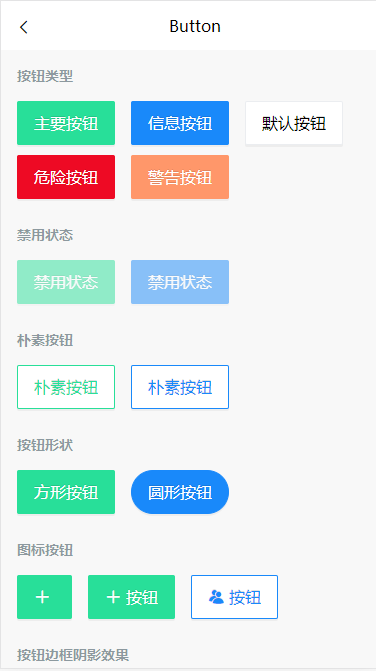 Button
按钮类型
主要按钮 信息按钮 默认按钮
危险按钮 警告按钮
禁用状态
禁用状态 禁用状态
朴素按钮
朴素按钮 朴素按钮
按钮形状
方形按钮 圆形按钮
图标按钮
按钮 按钮
按钮边框阴影效果